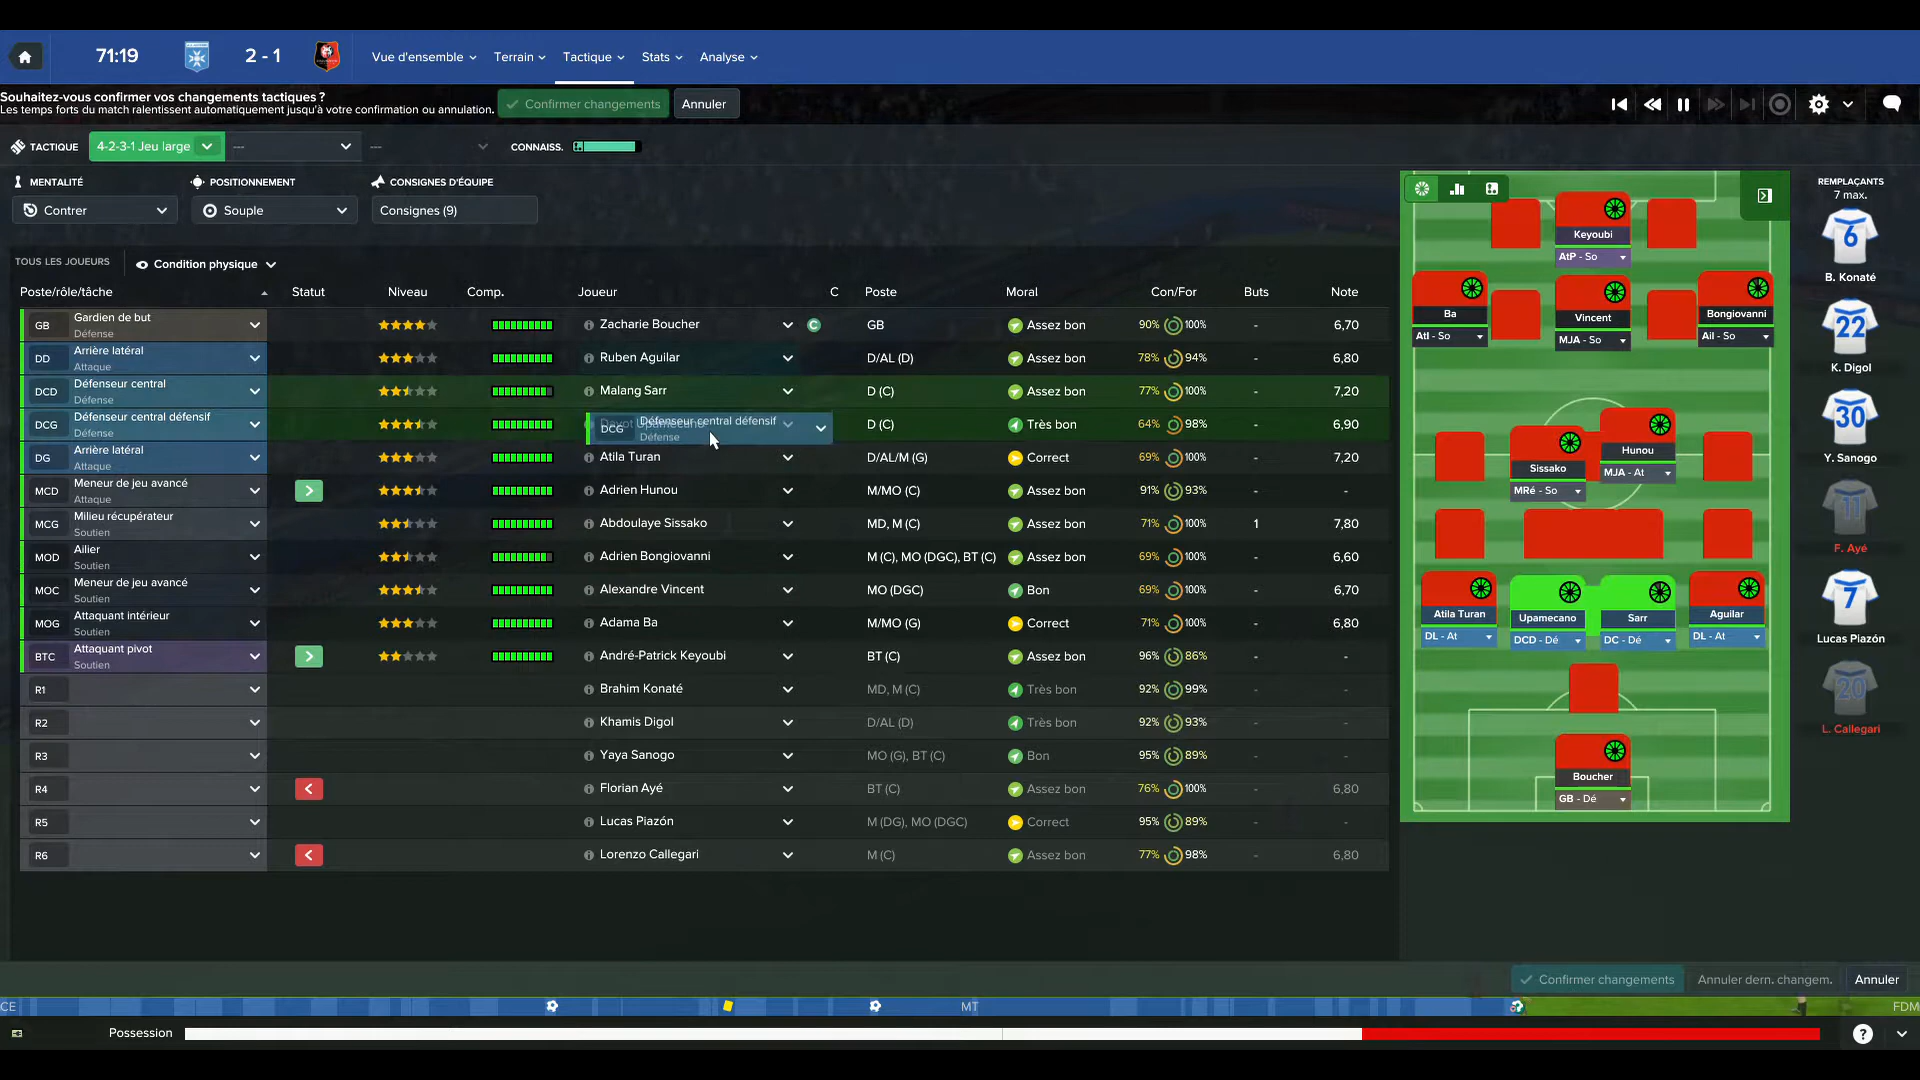 71:19
2 - 1
Vue d'ensemble
Terrain
Tactique
Stats
Analyse
Souhaitez-vous confirmer vos changements tactiques ?
Les temps forts du match ralentissent automatiquement jusqu'à votre confirmation ou annulation.
Confirmer changements
Annuler
TACTIQUE
4-2-3-1 Jeu large
---
---
CONNAISS.
MENTALITÉ
POSITIONNEMENT
CONSIGNES D'ÉQUIPE
Contrer
Souple
Consignes (9)
TOUS LES JOUEURS
Condition physique
Poste/rôle/tâche Statut Niveau Comp. Joueur C Poste Moral Con/For Buts Note
GB Gardien de but Défense Zacharie Boucher C GB Assez bon 90% 100% - 6,70
DD Arrière latéral Attaque Ruben Aguilar D/AL (D) Assez bon 78% 94% - 6,80
DCD Défenseur central Défense Malang Sarr D (C) Assez bon 77% 100% - 7,20
DCG Défenseur central défensif Défense DCG Défenseur central défensif Défense D (C) Très bon 64% 98% - 6,90
DG Arrière latéral Attaque Atila Turan D/AL/M (G) Correct 69% 100% - 7,20
MCD Meneur de jeu avancé Attaque Adrien Hunou M/MO (C) Assez bon 91% 93% - -
MCG Milieu récupérateur Soutien Abdoulaye Sissako MD, M (C) Assez bon 71% 100% 1 7,80
MOD Ailier Soutien Adrien Bongiovanni M (C), MO (DGC), BT (C) Assez bon 69% 100% - 6,60
MOC Meneur de jeu avancé Soutien Alexandre Vincent MO (DGC) Bon 69% 100% - 6,70
MOG Attaquant intérieur Soutien Adama Ba M/MO (G) Correct 71% 100% - 6,80
BTC Attaquant pivot Soutien André-Patrick Keyoubi BT (C) Assez bon 96% 86% - -
R1 Brahim Konaté MD, M (C) Très bon 92% 99% - -
R2 Khamis Digol D/AL (D) Très bon 92% 93% - -
R3 Yaya Sanogo MO (G), BT (C) Bon 95% 89% - -
R4 Florian Ayé BT (C) Assez bon 76% 100% - 6,80
R5 Lucas Piazón M (DG), MO (DGC) Correct 95% 89% - -
R6 Lorenzo Callegari M (C) Assez bon 77% 98% - 6,80
Keyoubi
AtP - So
Ba
AtI - So
Vincent
MJA - So
Bongiovanni
Ail - So
Sissako
MRé - So
Hunou
MJA - At
Atila Turan
DL - At
Upamecano
DCD - Dé
Sarr
DC - Dé
Aguilar
DL - At
Boucher
GB - Dé
REMPLAÇANTS
7 max.
6
B. Konaté
22
K. Digol
30
Y. Sanogo
11
F. Ayé
7
Lucas Piazón
20
L. Callegari
Confirmer changements
Annuler dern. changem.
Annuler
CE
MT
FDM
Possession
?